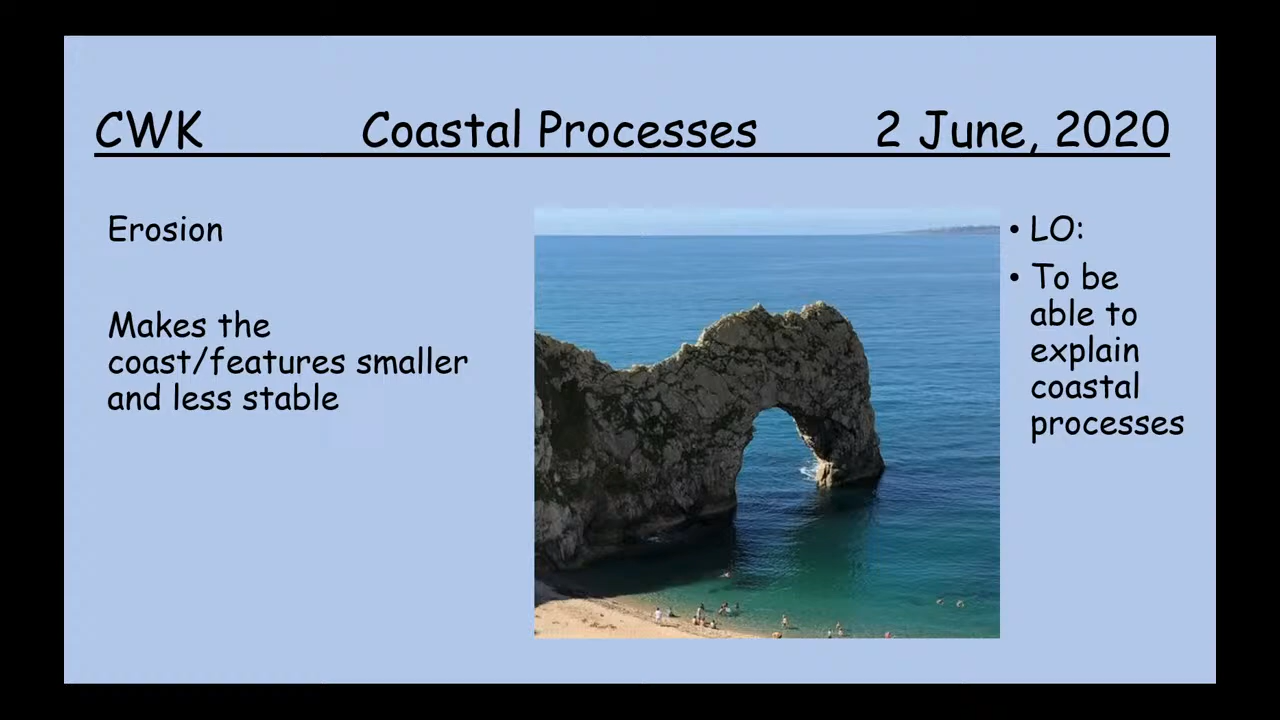 CWK Coastal Processes 2 June, 2020
Erosion
Makes the
coast/features smaller
and less stable
• LO:
• To be
able to
explain
coastal
processes